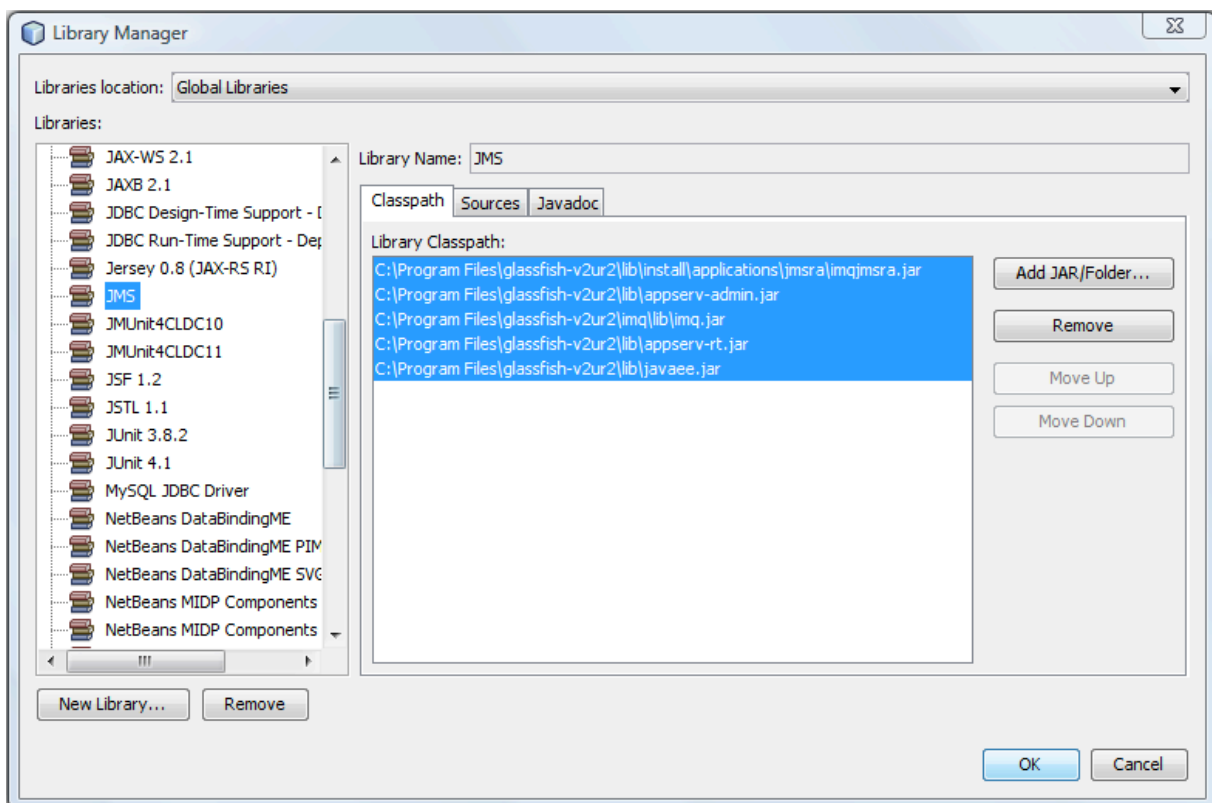 Library Manager
Libraries location: Global Libraries
Libraries:
JAX-WS 2.1
JAXB 2.1
JDBC Design-Time Support - D
JDBC Run-Time Support - Dep
Jersey 0.8 (JAX-RS RI)
JMS
JMUnit4CLDC10
JMUnit4CLDC11
JSF 1.2
JSTL 1.1
JUnit 3.8.2
JUnit 4.1
MySQL JDBC Driver
NetBeans DataBindingME
NetBeans DataBindingME PIM
NetBeans DataBindingME SVG
NetBeans MIDP Components
NetBeans MIDP Components
New Library...
Remove
Library Name: JMS
Classpath
Sources
Javadoc
Library Classpath:
C:\Program Files\glassfish-v2ur2\lib\install\applications\jmsra\imqjmsra.jar
C:\Program Files\glassfish-v2ur2\lib\appserv-admin.jar
C:\Program Files\glassfish-v2ur2\imq\lib\imq.jar
C:\Program Files\glassfish-v2ur2\lib\appserv-rt.jar
C:\Program Files\glassfish-v2ur2\lib\javaee.jar
Add JAR/Folder...
Remove
Move Up
Move Down
OK
Cancel